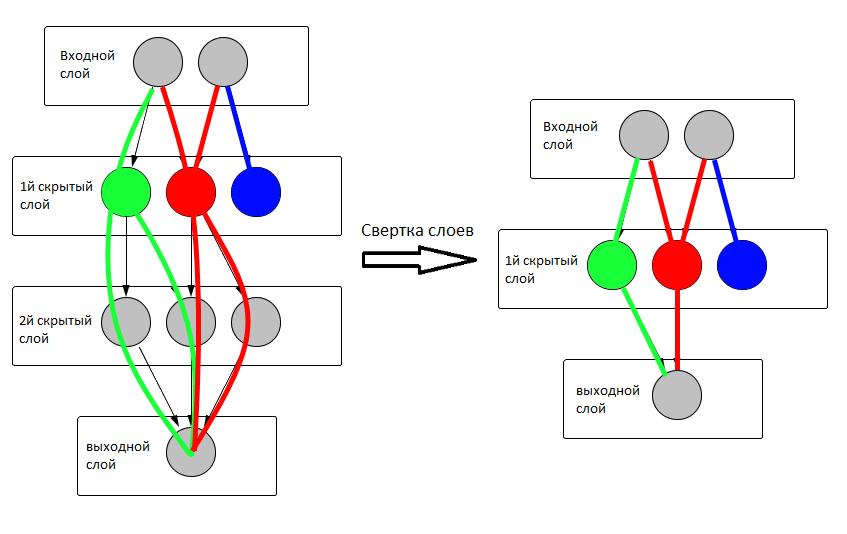 Входной
слой
1й скрытый
слой
2й скрытый
слой
выходной
слой
Свертка слоев
Входной
слой
1й скрытый
слой
выходной
слой